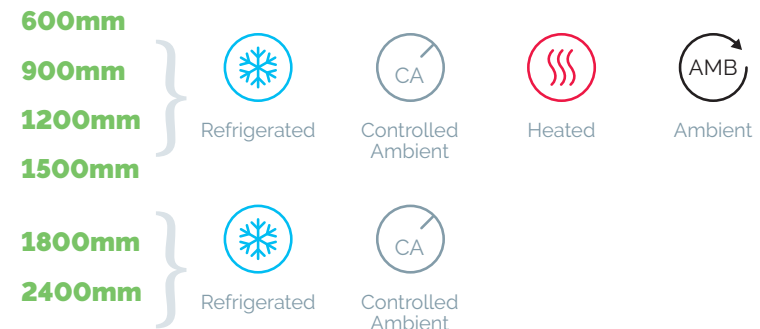 600mm
900mm
1200mm
1500mm
CA
AMB
Refrigerated
Controlled
Ambient
Heated
Ambient
1800mm
2400mm
CA
Refrigerated
Controlled
Ambient